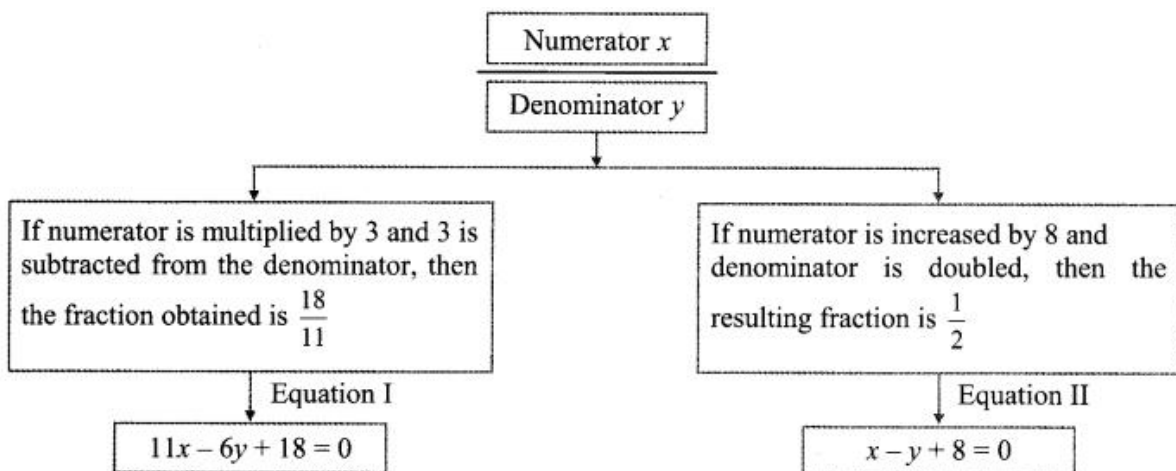 Numerator x
Denominator y
If numerator is multiplied by 3 and 3 is
subtracted from the denominator, then
the fraction obtained is 18/11
Equation I
11x – 6y + 18 = 0
If numerator is increased by 8 and
denominator is doubled, then the
resulting fraction is 1/2
Equation II
x – y + 8 = 0